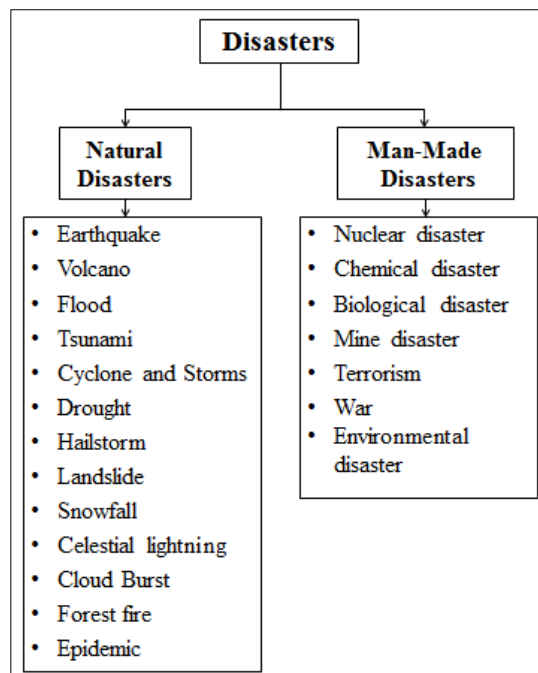 Disasters
Natural
Disasters
• Earthquake
• Volcano
• Flood
• Tsunami
• Cyclone and Storms
• Drought
• Hailstorm
• Landslide
• Snowfall
• Celestial lightning
• Cloud Burst
• Forest fire
• Epidemic
Man-Made
Disasters
• Nuclear disaster
• Chemical disaster
• Biological disaster
• Mine disaster
• Terrorism
• War
• Environmental
disaster